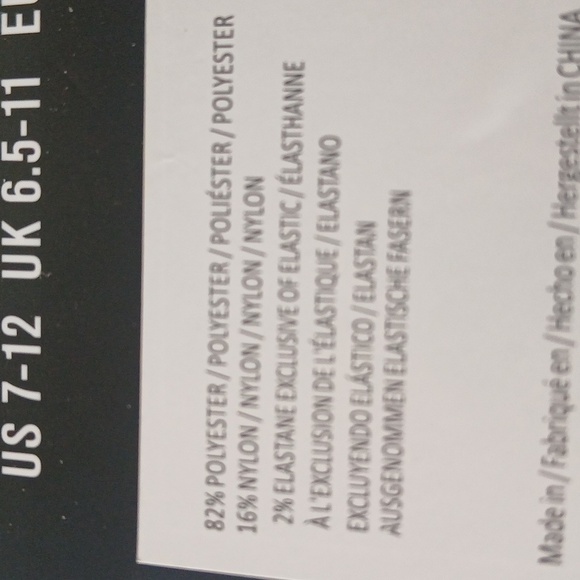 US 7-12 UK 6.5-11 EU
82% POLYESTER / POLYESTER / POLIÉSTER / POLYESTER
16% NYLON / NYLON / NYLON / NYLON
2% ELASTANE EXCLUSIVE OF ELASTIC / ÉLASTHANNE
À L'EXCLUSION DE L'ÉLASTIQUE / ELASTANO
EXCLUYENDO ELÁSTICO / ELASTAN
AUSGENOMMEN ELASTISCHE FASERN
Made in / Fabriqué en / Hecho en / Hergestellt in CHINA